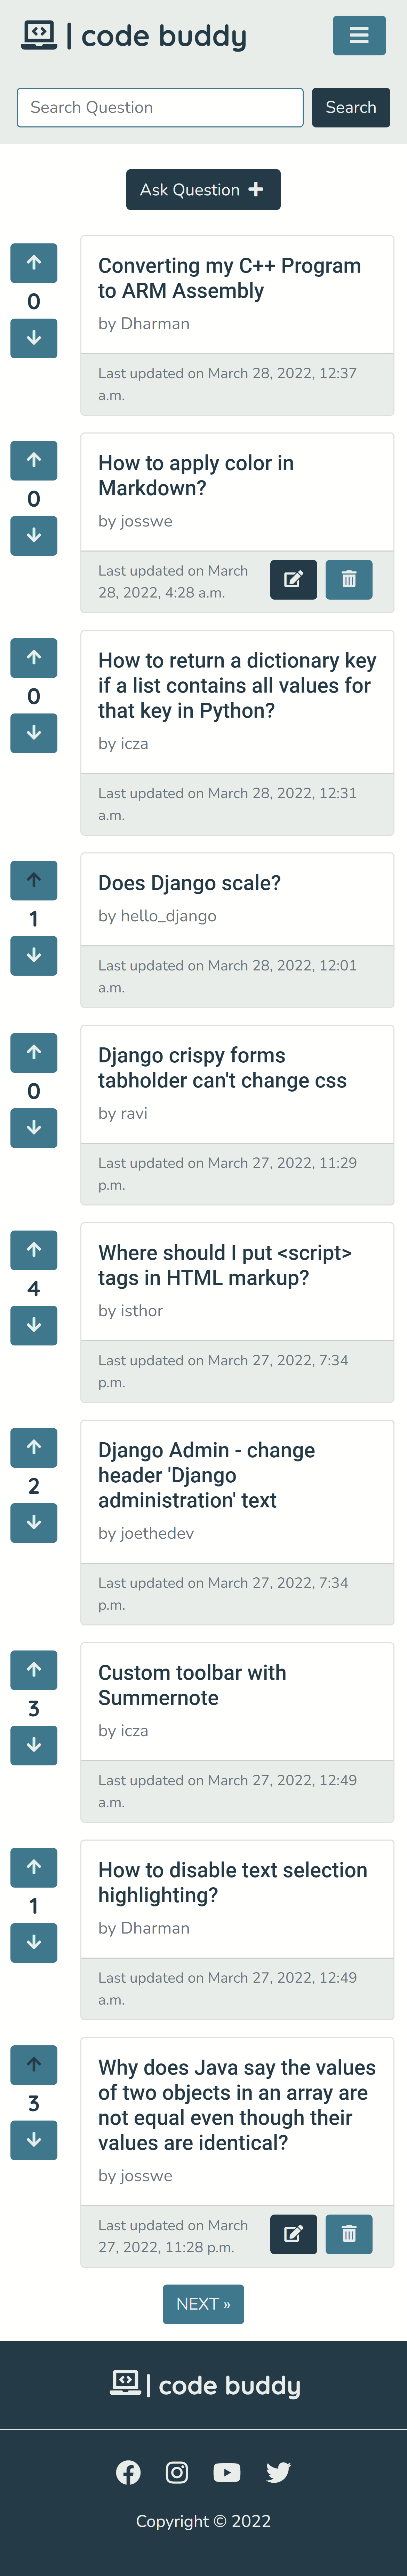 | code buddy
Search Question
Search
Ask Question
Converting my C++ Program
to ARM Assembly
by Dharman
0
Last updated on March 28, 2022, 12:37
a.m.
How to apply color in
Markdown?
by josswe
0
Last updated on March
28, 2022, 4:28 a.m.
How to return a dictionary key
if a list contains all values for
that key in Python?
by icza
0
Last updated on March 28, 2022, 12:31
a.m.
Does Django scale?
by hello_django
1
Last updated on March 28, 2022, 12:01
a.m.
Django crispy forms
tabholder can't change css
by ravi
0
Last updated on March 27, 2022, 11:29
p.m.
Where should I put <script>
tags in HTML markup?
by isthor
4
Last updated on March 27, 2022, 7:34
p.m.
Django Admin - change
header 'Django
administration' text
by joethedev
2
Last updated on March 27, 2022, 7:34
p.m.
Custom toolbar with
Summernote
by icza
3
Last updated on March 27, 2022, 12:49
a.m.
How to disable text selection
highlighting?
by Dharman
1
Last updated on March 27, 2022, 12:49
a.m.
Why does Java say the values
of two objects in an array are
not equal even though their
values are identical?
by josswe
3
Last updated on March
27, 2022, 11:28 p.m.
NEXT »
| code buddy
Copyright © 2022